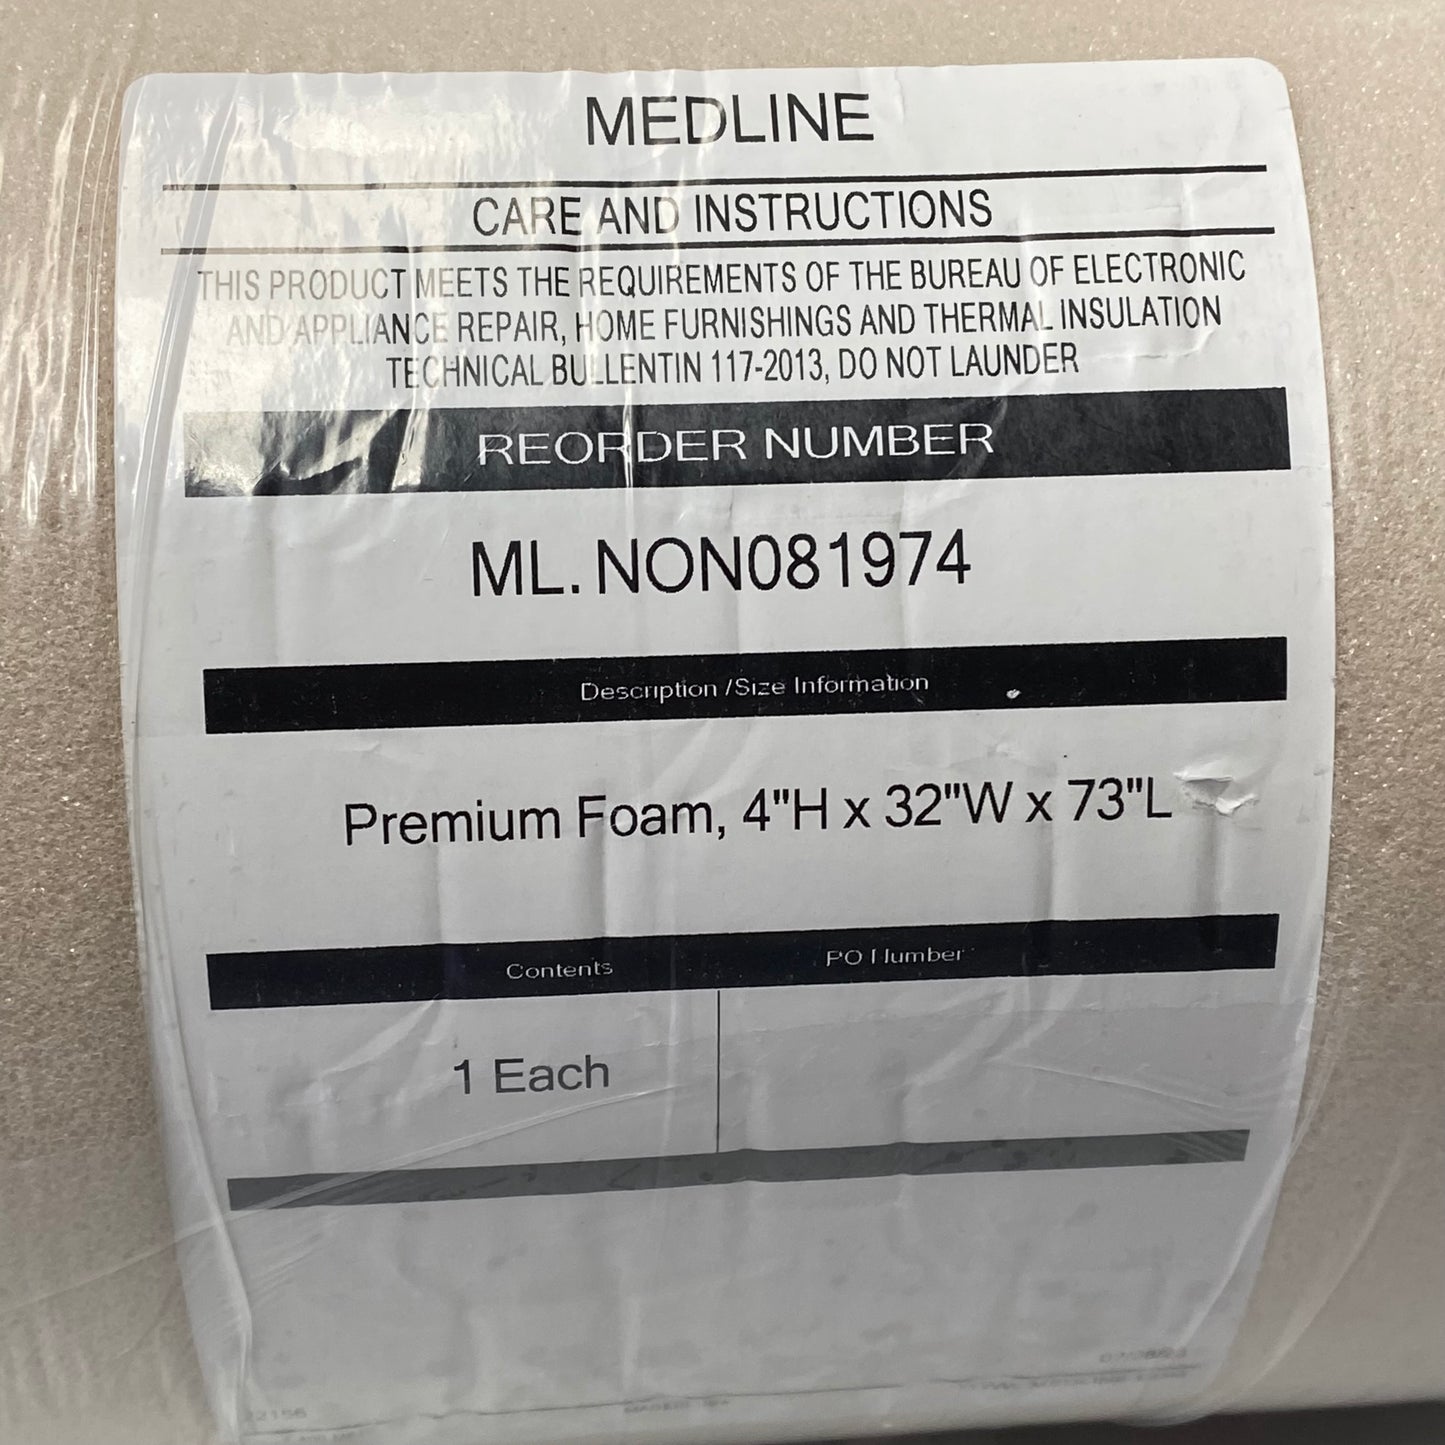 MEDLINE
CARE AND INSTRUCTIONS
THIS PRODUCT MEETS THE REQUIREMENTS OF THE BUREAU OF ELECTRONIC
AND APPLIANCE REPAIR, HOME FURNISHINGS AND THERMAL INSULATION
TECHNICAL BULLENTIN 117-2013, DO NOT LAUNDER
REORDER NUMBER
ML. NON081974
Description /Size Information
Premium Foam, 4"H x 32"W x 73"L
Contents PO Number
1 Each